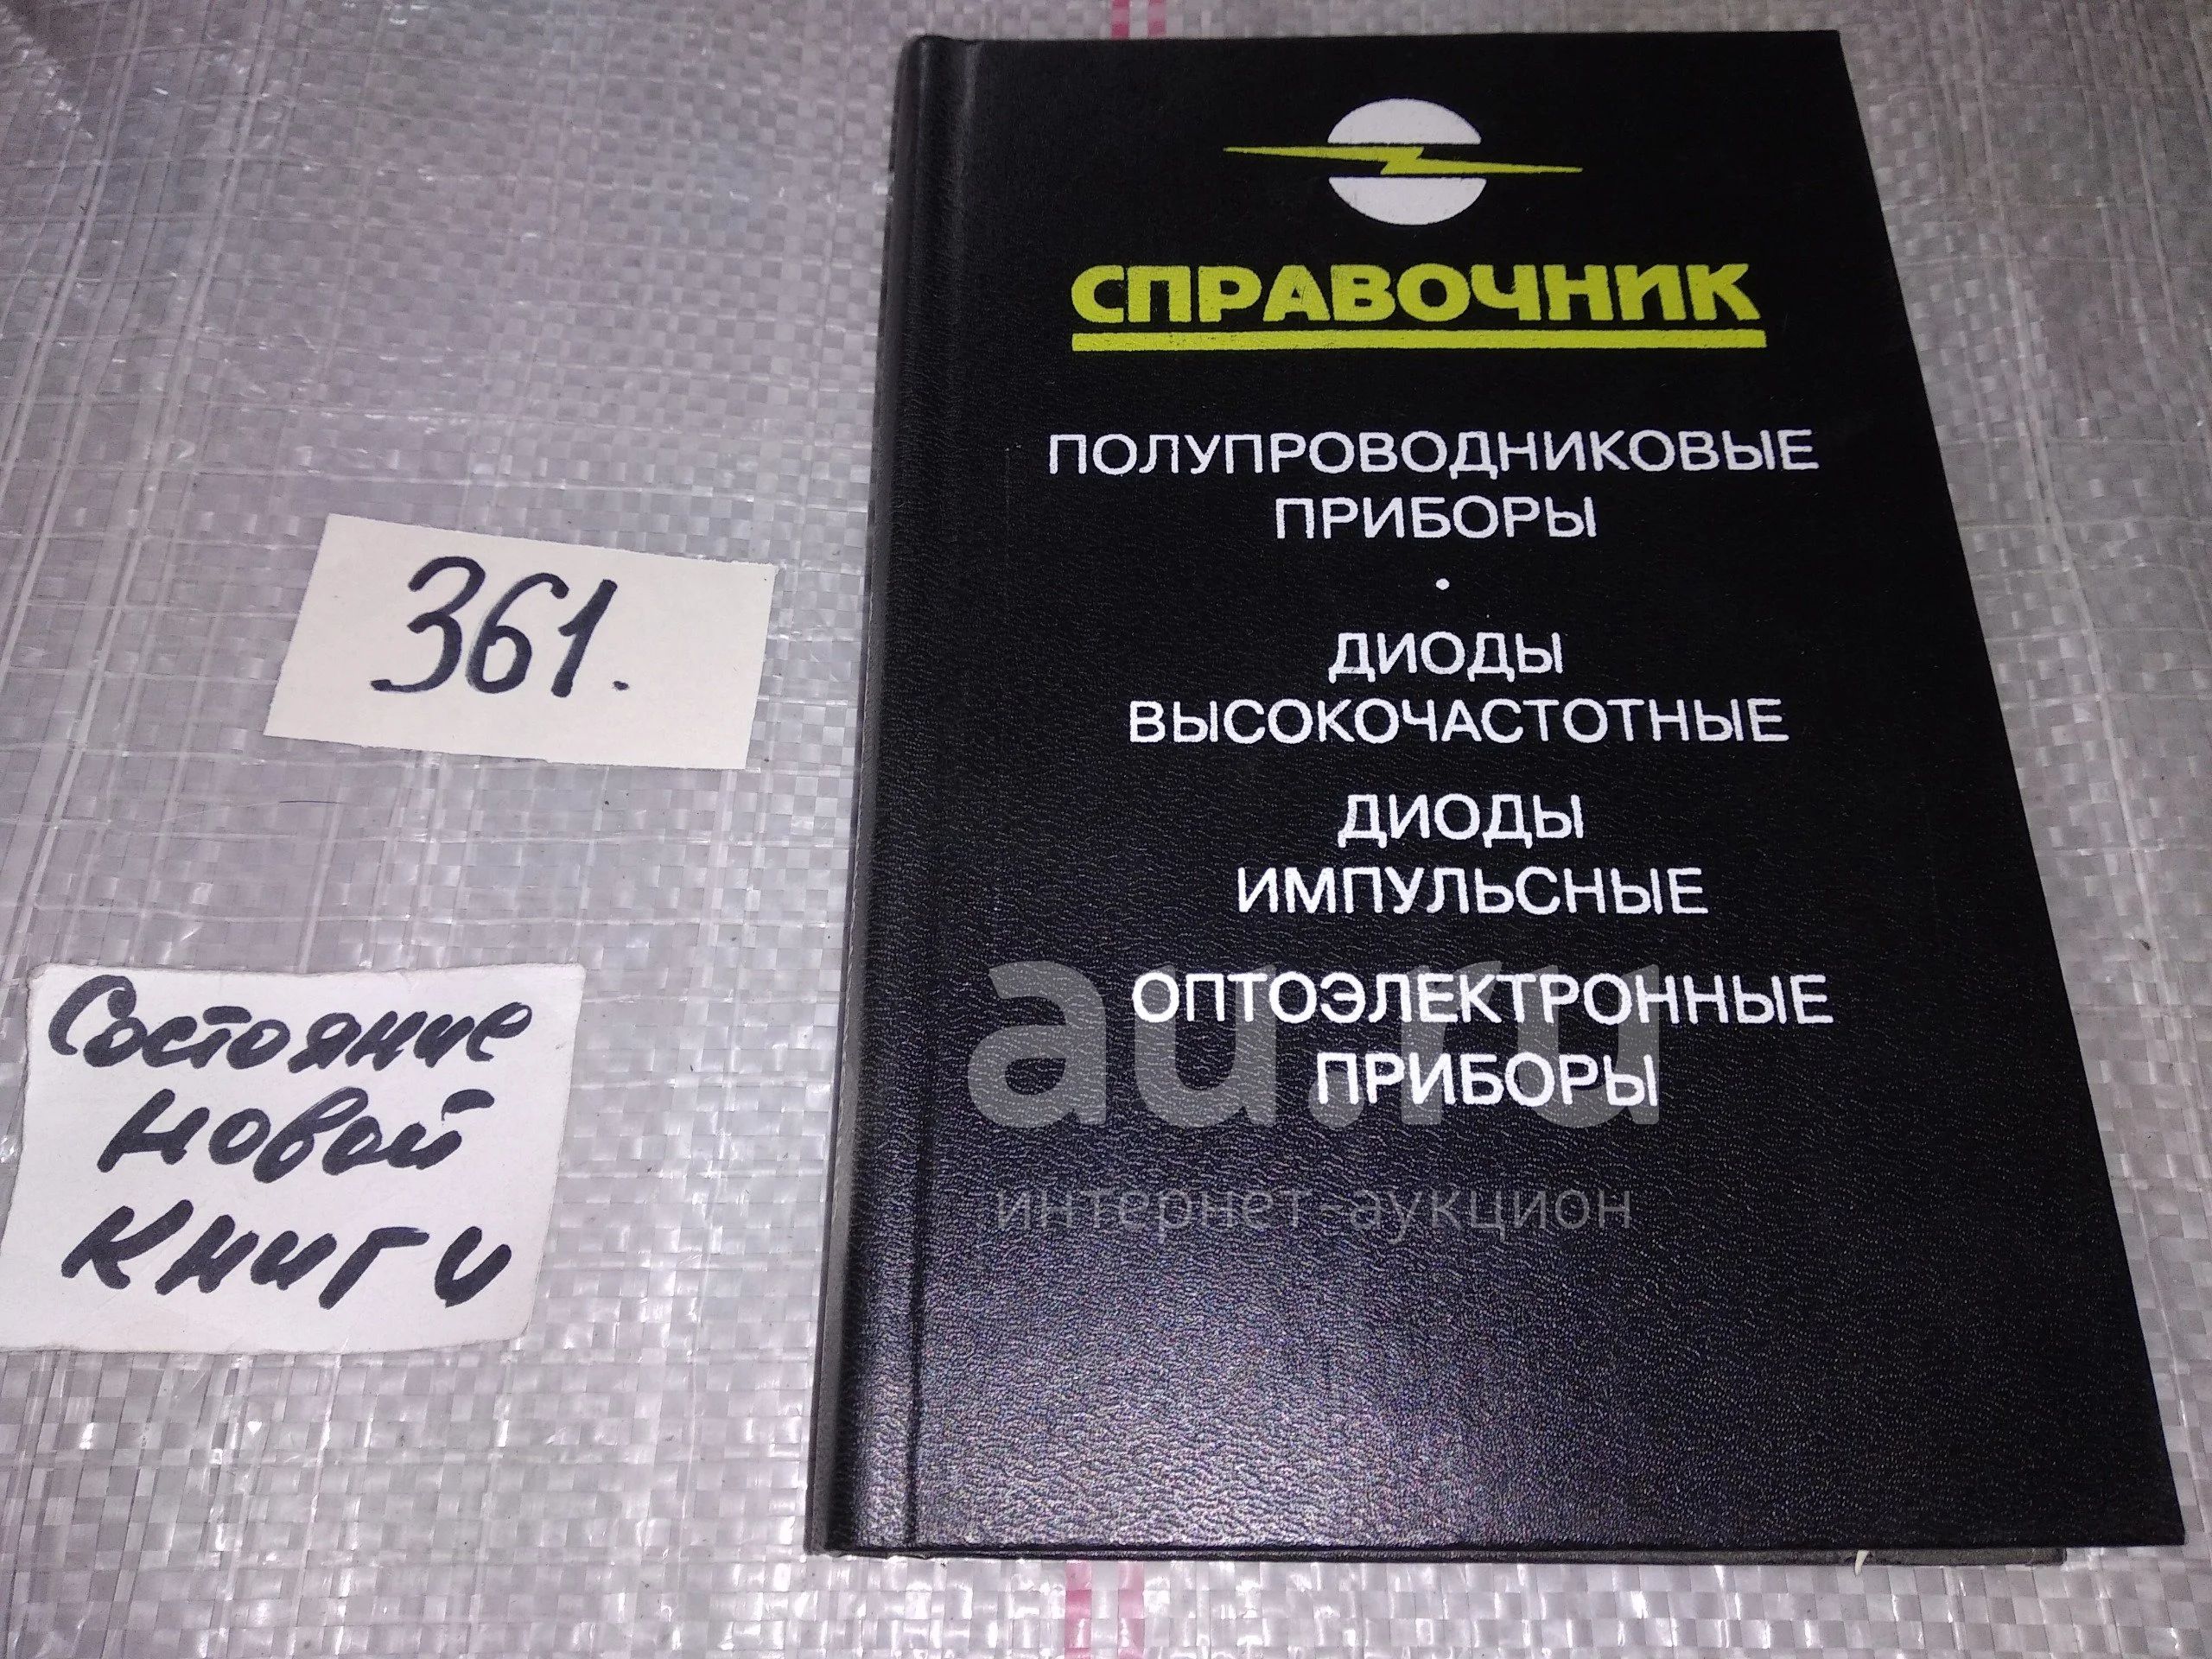 СПРАВОЧНИК
ПОЛУПРОВОДНИКОВЫЕ
ПРИБОРЫ
•
ДИОДЫ
ВЫСОКОЧАСТОТНЫЕ
ДИОДЫ
ИМПУЛЬСНЫЕ
ОПТОЭЛЕКТРОННЫЕ
ПРИБОРЫ
au.ru
интернет-аукцион
361.
Состояние
новой
книги